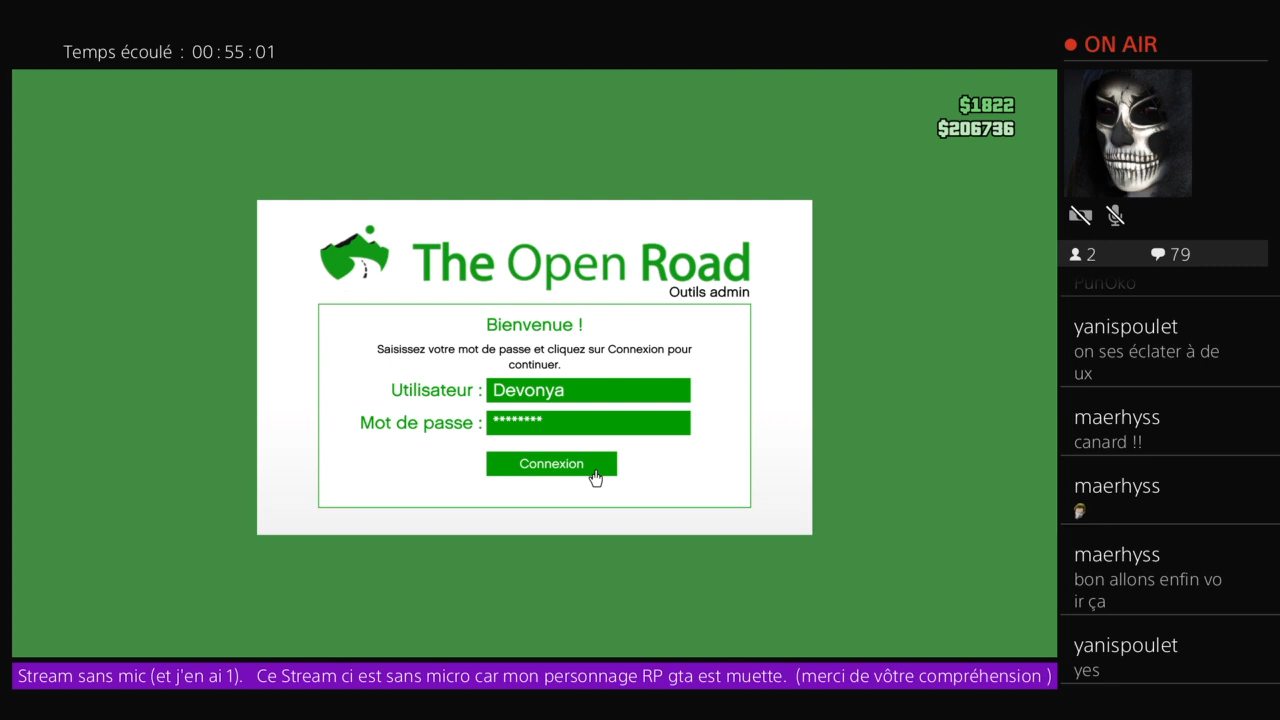 Temps écoulé : 00:55:01
ON AIR
$1822
$206736
2 79
PunOko
yanispoulet
on ses éclater à de
ux
maerhyss
canard !!
maerhyss
maerhyss
bon allons enfin vo
ir ça
yanispoulet
yes
The Open Road
Outils admin
Bienvenue !
Saisissez votre mot de passe et cliquez sur Connexion pour
continuer.
Utilisateur : Devonya
Mot de passe : ********
Connexion
Stream sans mic (et j'en ai 1). Ce Stream ci est sans micro car mon personnage RP gta est muette. (merci de vôtre compréhension )